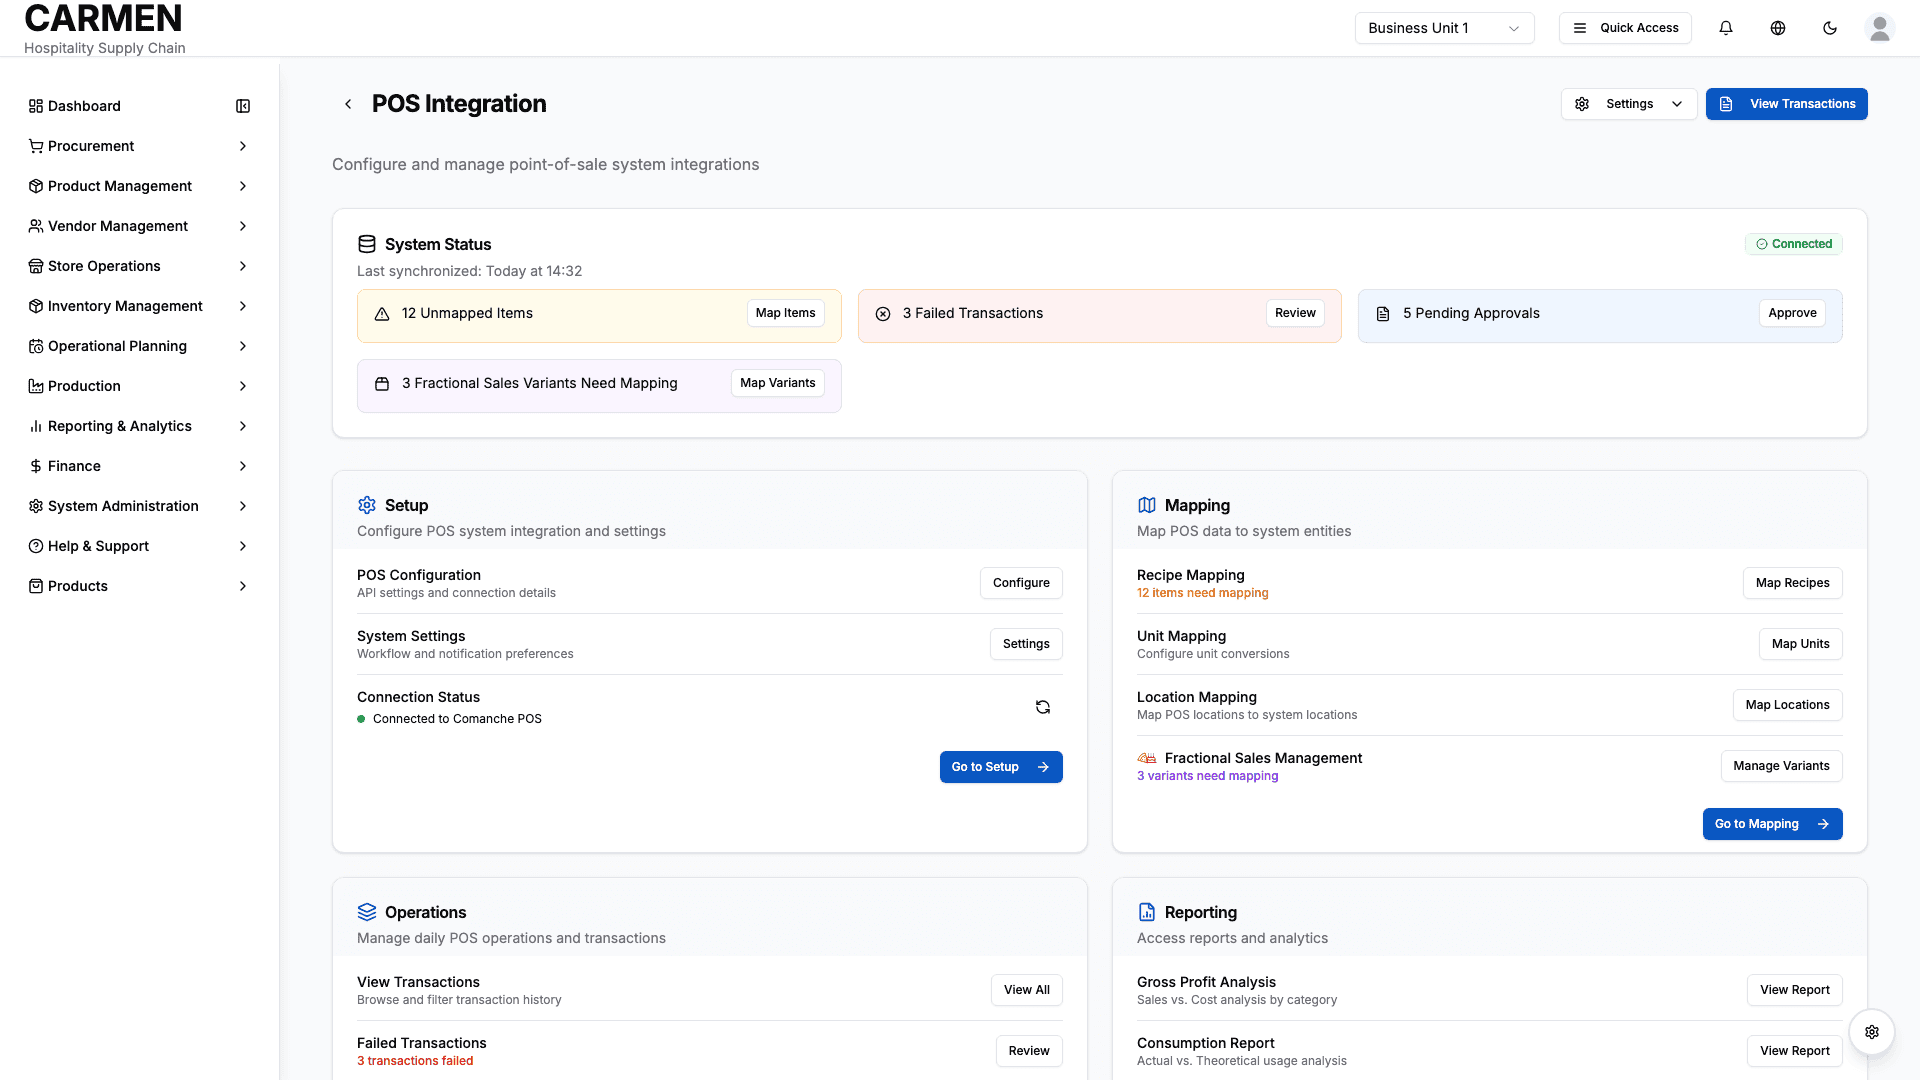 CARMEN
Hospitality Supply Chain
Business Unit 1
Quick Access
Dashboard
Procurement
Product Management
Vendor Management
Store Operations
Inventory Management
Operational Planning
Production
Reporting & Analytics
Finance
System Administration
Help & Support
Products
POS Integration
Settings
View Transactions
Configure and manage point-of-sale system integrations
System Status
Connected
Last synchronized: Today at 14:32
12 Unmapped Items
Map Items
3 Failed Transactions
Review
5 Pending Approvals
Approve
3 Fractional Sales Variants Need Mapping
Map Variants
Setup
Configure POS system integration and settings
POS Configuration
API settings and connection details
Configure
System Settings
Workflow and notification preferences
Settings
Connection Status
Connected to Comanche POS
Go to Setup
Mapping
Map POS data to system entities
Recipe Mapping
12 items need mapping
Map Recipes
Unit Mapping
Configure unit conversions
Map Units
Location Mapping
Map POS locations to system locations
Map Locations
Fractional Sales Management
3 variants need mapping
Manage Variants
Go to Mapping
Operations
Manage daily POS operations and transactions
View Transactions
Browse and filter transaction history
View All
Failed Transactions
3 transactions failed
Review
Reporting
Access reports and analytics
Gross Profit Analysis
Sales vs. Cost analysis by category
View Report
Consumption Report
Actual vs. Theoretical usage analysis
View Report